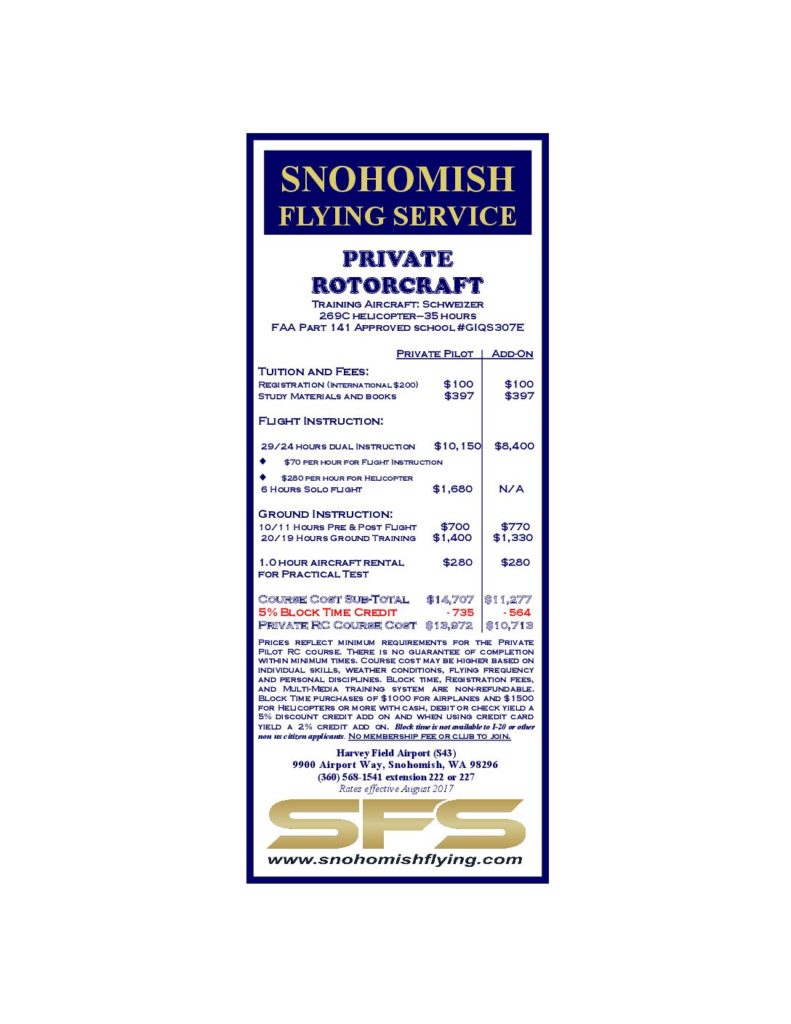 SNOHOMISH
FLYING SERVICE
PRIVATE
ROTORCRAFT
Training Aircraft: Schweizer
269C helicopter—35 hours
FAA Part 141 Approved school #GIQS307E
Private Pilot | Add-On
Tuition and Fees:
Registration (International $200) $100 $100
Study Materials and books $397 $397
Flight Instruction:
29/24 hours dual Instruction $10,150 $8,400
◆ $70 per hour for Flight Instruction
◆ $280 per hour for Helicopter
6 Hours Solo flight $1,680 N/A
Ground Instruction:
10/11 Hours Pre & Post Flight $700 $770
20/19 Hours Ground Training $1,400 $1,330
1.0 hour aircraft rental $280 $280
for Practical Test
Course Cost Sub-Total $14,707 $11,277
5% Block Time Credit - 735 - 564
Private RC Course Cost $13,972 $10,713
Prices reflect minimum requirements for the Private
Pilot RC course. There is no guarantee of completion
within minimum times. Course cost may be higher based on
individual skills, weather conditions, flying frequency
and personal disciplines. Block time, Registration fees,
and Multi-Media training system are non-refundable.
Block Time purchases of $1000 for airplanes and $1500
for Helicopters or more with cash, debit or check yield a
5% discount credit add on and when using credit card
yield a 2% credit add on. Block time is not available to I-20 or other
non us citizen applicants. No membership fee or club to join.
Harvey Field Airport (S43)
9900 Airport Way, Snohomish, WA 98296
(360) 568-1541 extension 222 or 227
Rates effective August 2017
SFS
www.snohomishflying.com